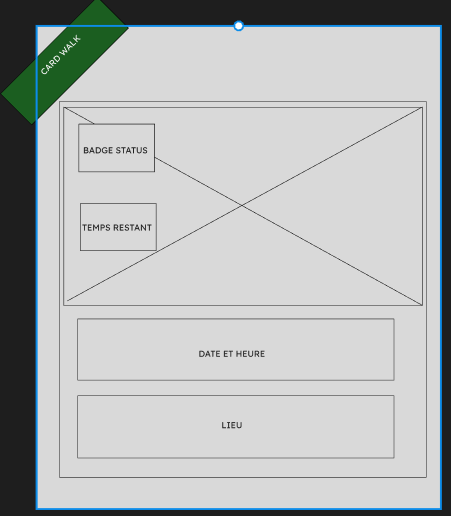 CARD WALK
BADGE STATUS
TEMPS RESTANT
DATE ET HEURE
LIEU